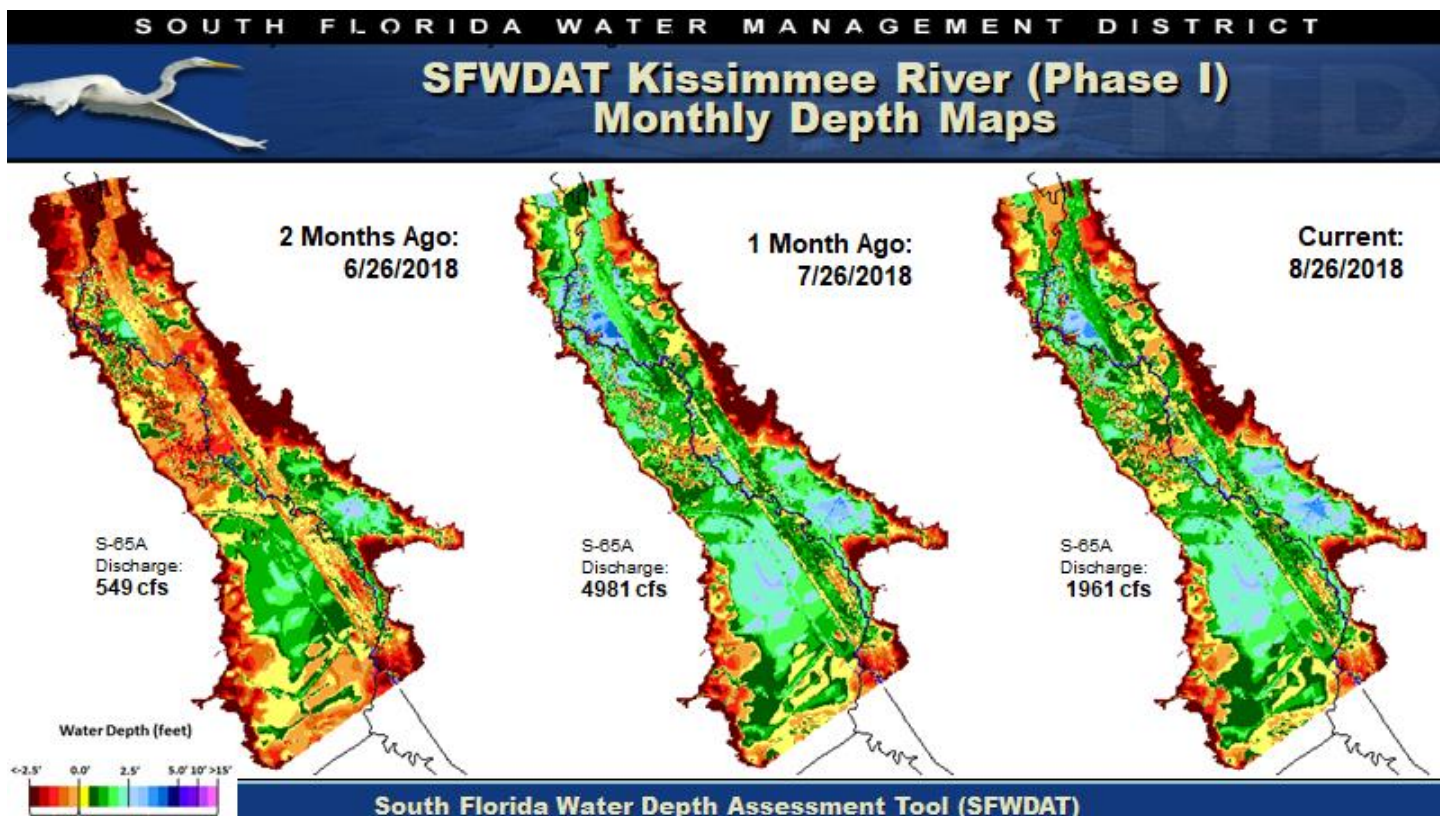 SOUTH FLORIDA WATER MANAGEMENT DISTRICT
SFWDAT Kissimmee River (Phase I)
Monthly Depth Maps
2 Months Ago:
6/26/2018
1 Month Ago:
7/26/2018
Current:
8/26/2018
S-65A
Discharge:
549 cfs
S-65A
Discharge:
4981 cfs
S-65A
Discharge:
1961 cfs
Water Depth (feet)
<-2.5' 0.0' 2.5' 5.0' 10' >15'
South Florida Water Depth Assessment Tool (SFWDAT)